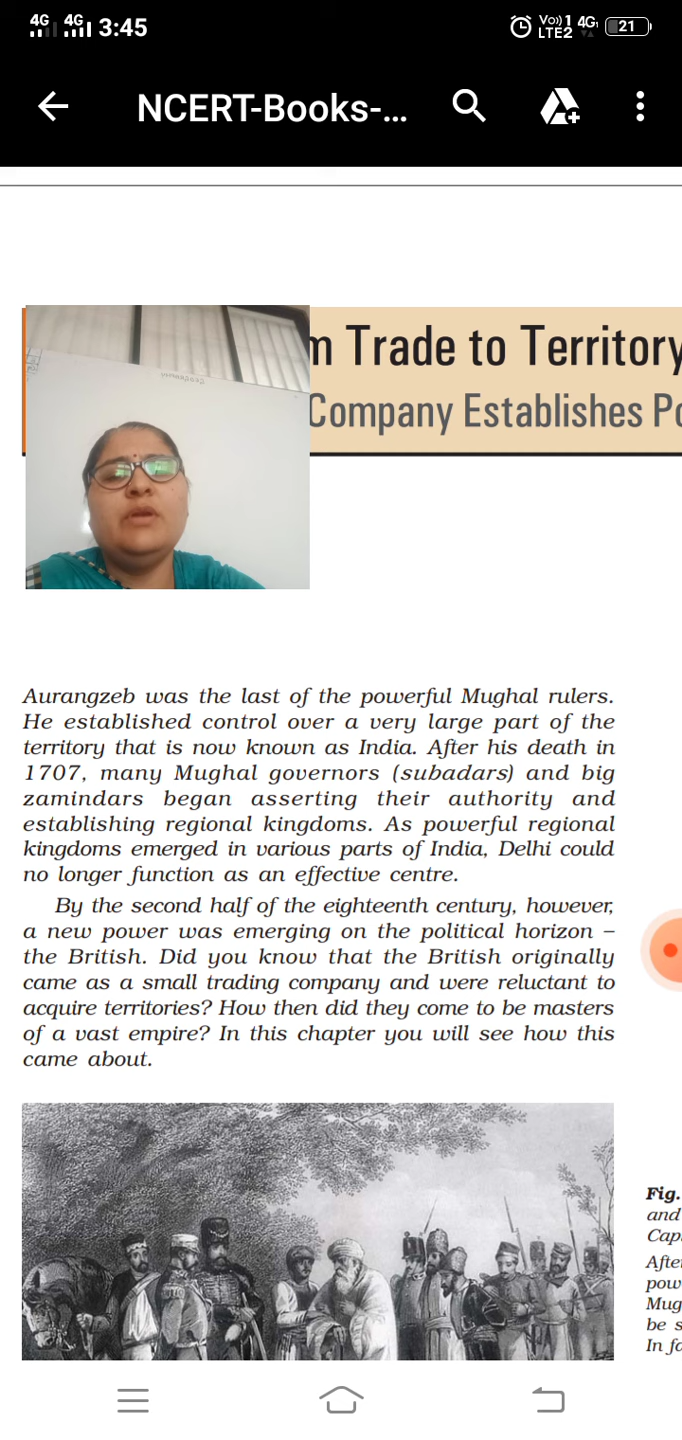 4G 4G 3:45 Vo)) 1 4G 21
LTE2
NCERT-Books-...
m Trade to Territory
Company Establishes Po
Aurangzeb was the last of the powerful Mughal rulers.
He established control over a very large part of the
territory that is now known as India. After his death in
1707, many Mughal governors (subadars) and big
zamindars began asserting their authority and
establishing regional kingdoms. As powerful regional
kingdoms emerged in various parts of India, Delhi could
no longer function as an effective centre.
By the second half of the eighteenth century, however,
a new power was emerging on the political horizon –
the British. Did you know that the British originally
came as a small trading company and were reluctant to
acquire territories? How then did they come to be masters
of a vast empire? In this chapter you will see how this
came about.
Fig.
and
Cap
After
pow
Mug
be s
In fa